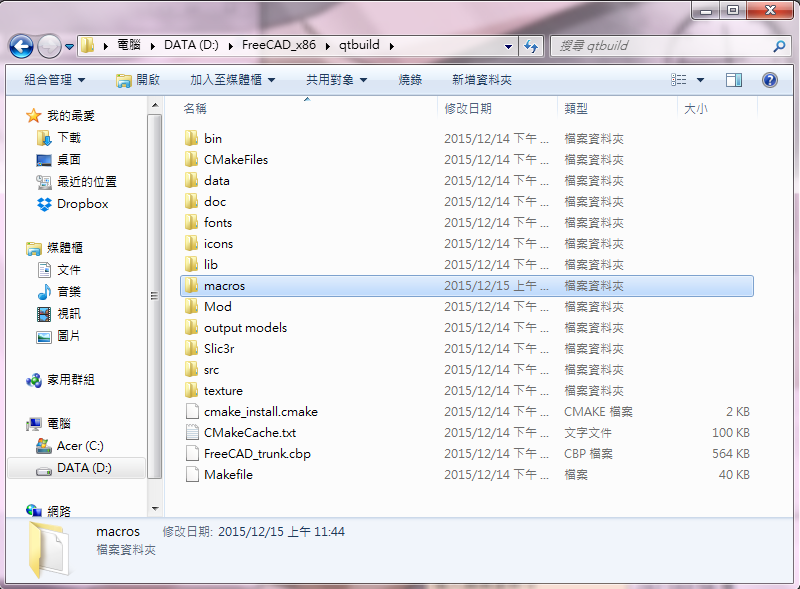 電腦 DATA (D:) FreeCAD_x86 qtbuild
搜尋 qtbuild
組合管理 開啟 加入至媒體櫃 共用對象 燒錄 新增資料夾
我的最愛
下載
桌面
最近的位置
Dropbox
媒體櫃
文件
音樂
視訊
圖片
家用群組
電腦
Acer (C:)
DATA (D:)
網路
名稱 修改日期 類型 大小
bin 2015/12/14 下午 ... 檔案資料夾
CMakeFiles 2015/12/14 下午 ... 檔案資料夾
data 2015/12/14 下午 ... 檔案資料夾
doc 2015/12/14 下午 ... 檔案資料夾
fonts 2015/12/14 下午 ... 檔案資料夾
icons 2015/12/14 下午 ... 檔案資料夾
lib 2015/12/14 下午 ... 檔案資料夾
macros 2015/12/15 上午 ... 檔案資料夾
Mod 2015/12/14 下午 ... 檔案資料夾
output models 2015/12/14 下午 ... 檔案資料夾
Slic3r 2015/12/14 下午 ... 檔案資料夾
src 2015/12/14 下午 ... 檔案資料夾
texture 2015/12/14 下午 ... 檔案資料夾
cmake_install.cmake 2015/12/14 下午 ... CMAKE 檔案 2 KB
CMakeCache.txt 2015/12/14 下午 ... 文字文件 100 KB
FreeCAD_trunk.cbp 2015/12/14 下午 ... CBP 檔案 564 KB
Makefile 2015/12/14 下午 ... 檔案 40 KB
macros 修改日期: 2015/12/15 上午 11:44
檔案資料夾